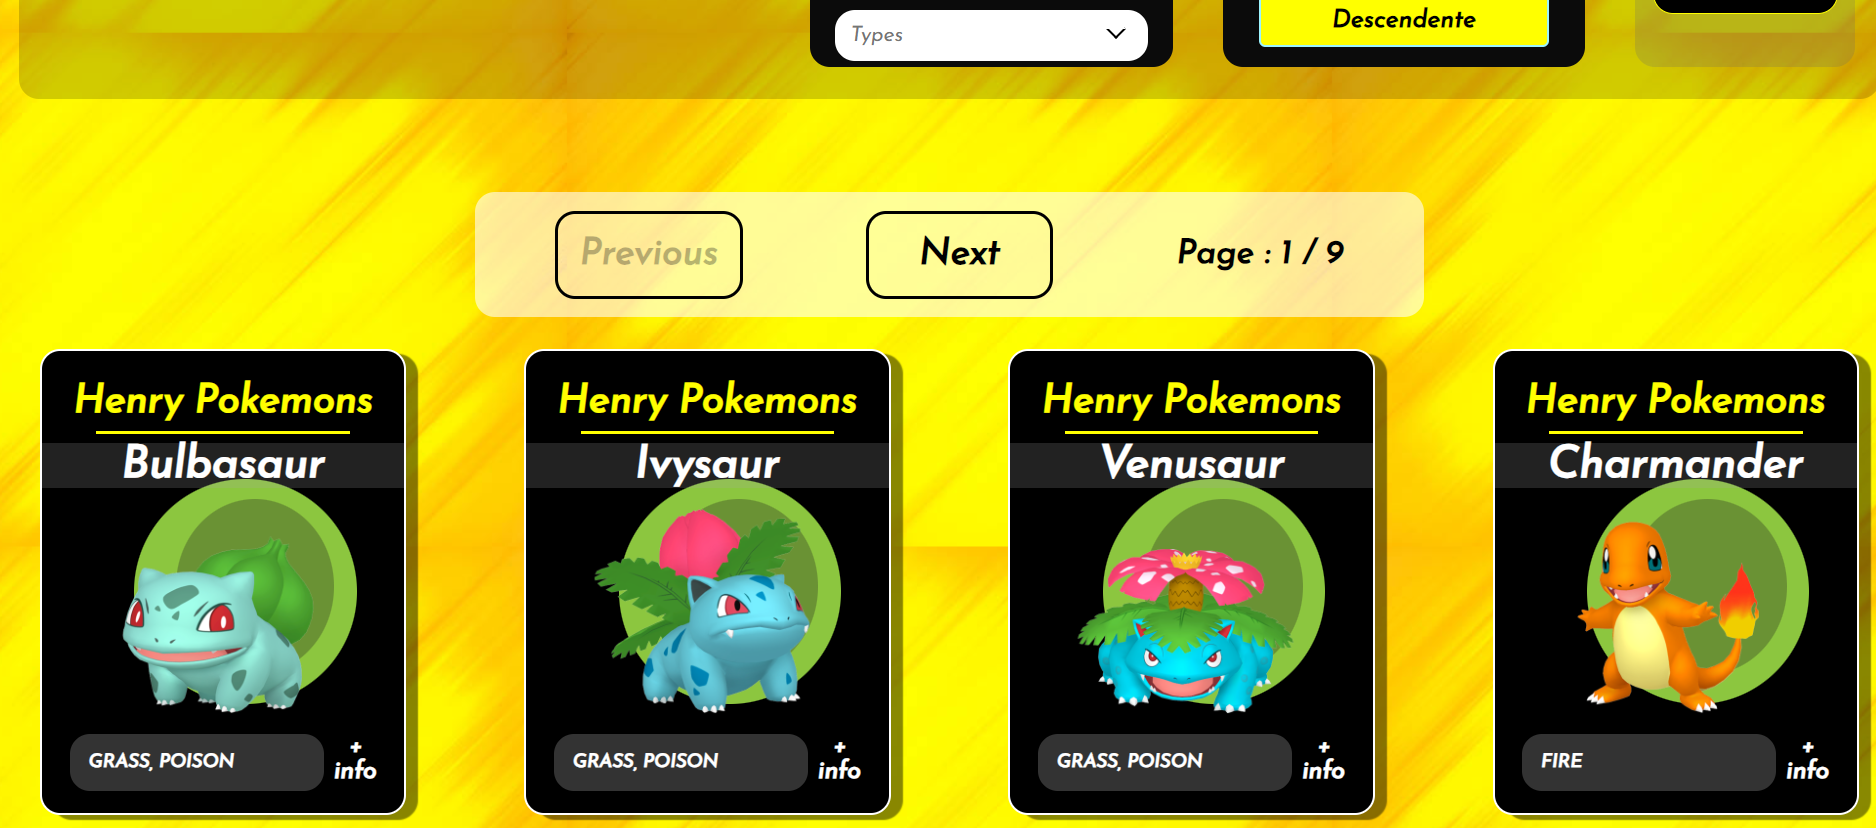 Types
Descendente
Previous
Next
Page : 1 / 9
Henry Pokemons
Bulbasaur
GRASS, POISON
+
info
Henry Pokemons
Ivysaur
GRASS, POISON
+
info
Henry Pokemons
Venusaur
GRASS, POISON
+
info
Henry Pokemons
Charmander
FIRE
+
info